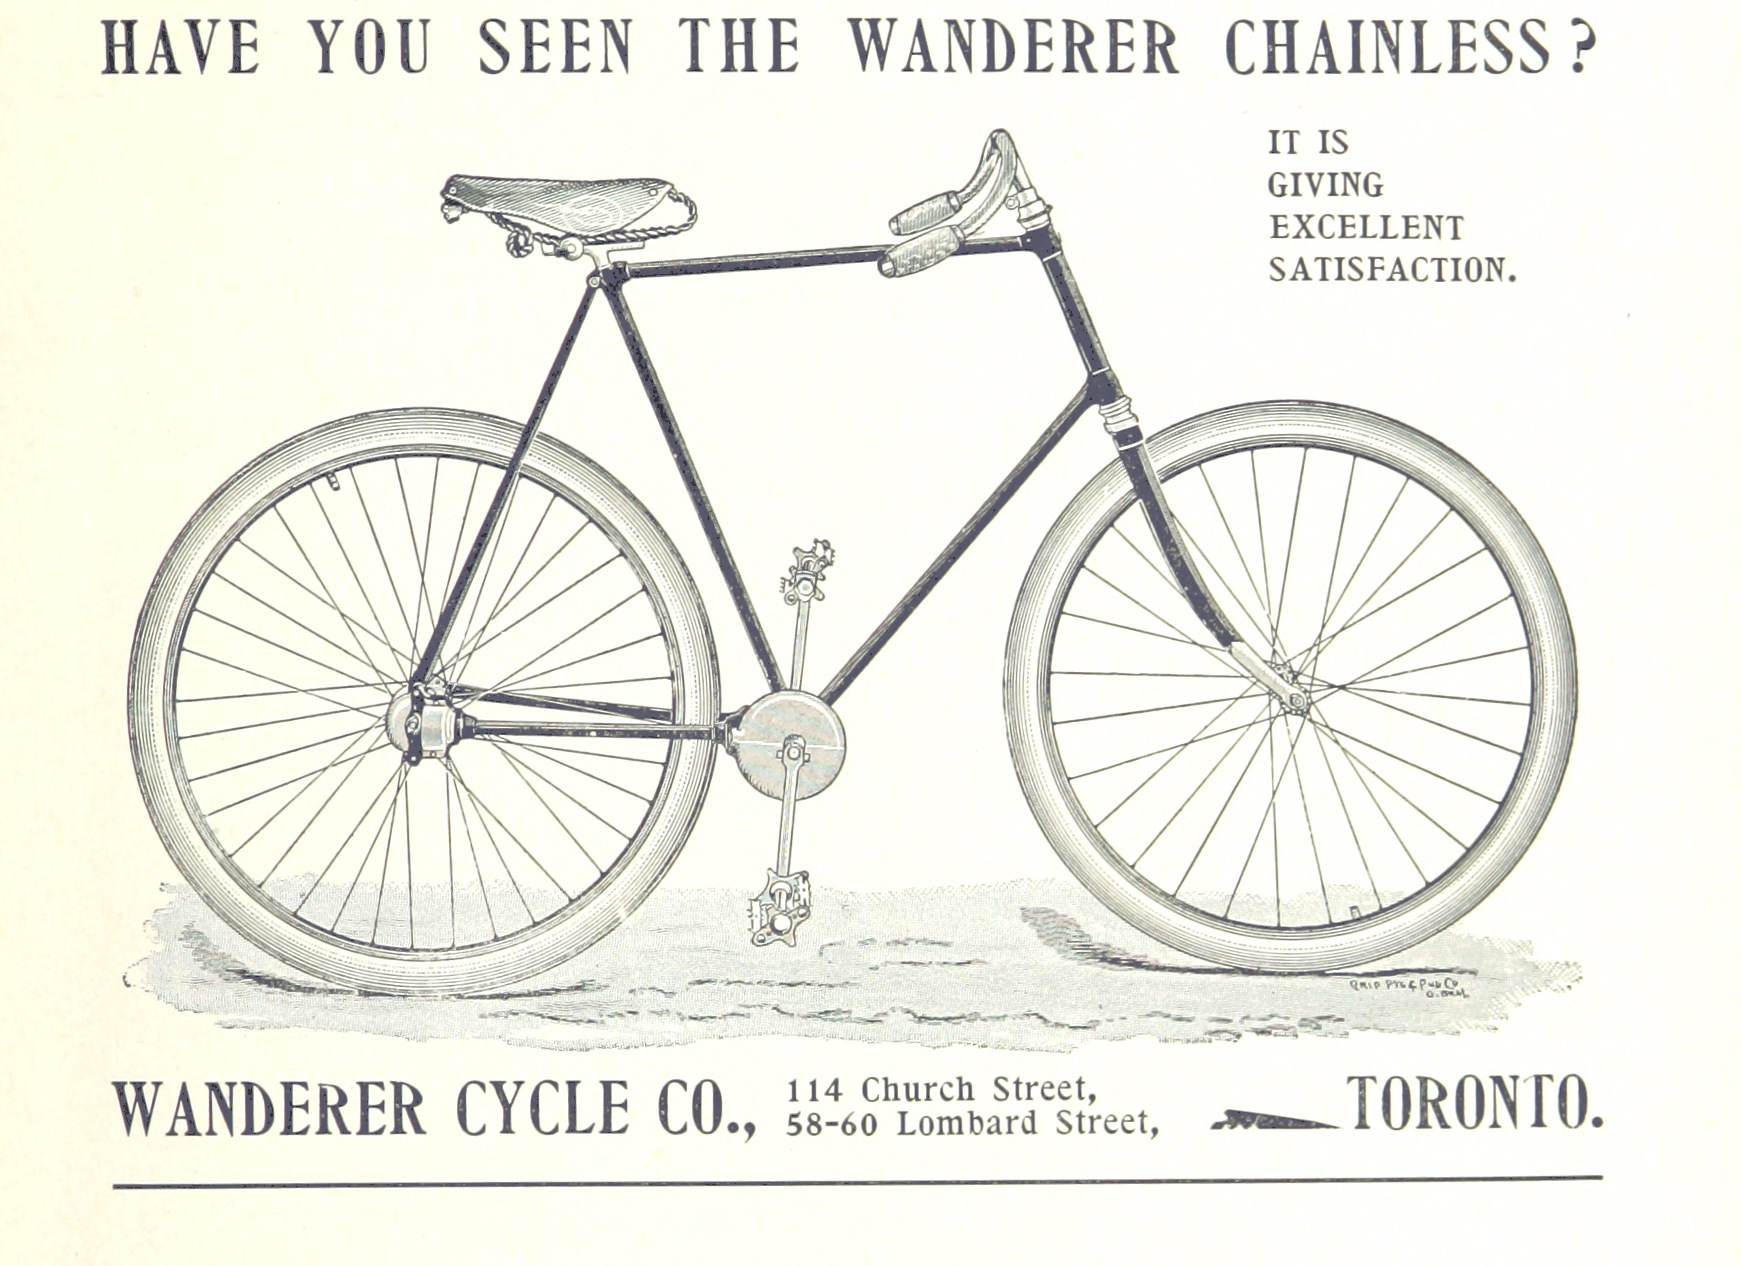 HAVE YOU SEEN THE WANDERER CHAINLESS?
IT IS
GIVING
EXCELLENT
SATISFACTION.
WANDERER CYCLE CO., 114 Church Street, 58-60 Lombard Street, TORONTO.